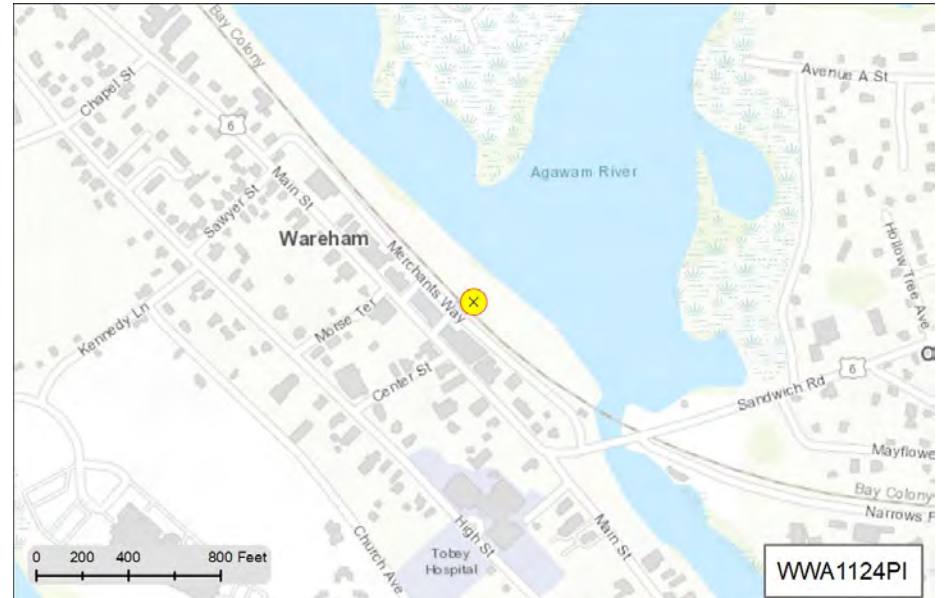 Bay Colony
Chapel St
6
Avenue A St
Agawam River
Main St
Sawyer St
Wareham
Hollow Tree Ave
Merchants Way
Kennedy Ln
Morse Ter
Center St
6
Sandwich Rd
Mayflowe
Bay Colony
Narrows
High St
Main St
Church Ave
Tobey
Hospital
0 200 400 800 Feet
WWA1124PI